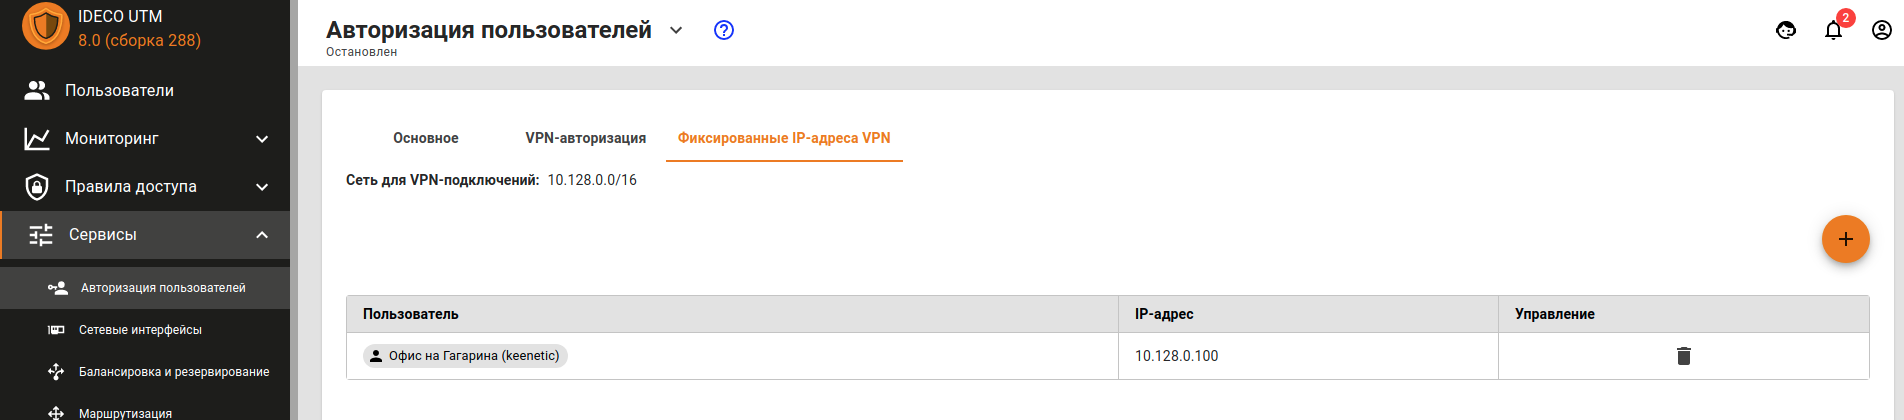 IDECO UTM
8.0 (сборка 288)
Пользователи
Мониторинг
Правила доступа
Сервисы
Авторизация пользователей
Сетевые интерфейсы
Балансировка и резервирование
Маршрутизация
Авторизация пользователей
Остановлен
2
Основное VPN-авторизация Фиксированные IP-адреса VPN
Сеть для VPN-подключений: 10.128.0.0/16
Пользователь IP-адрес Управление
Офис на Гагарина (keenetic) 10.128.0.100